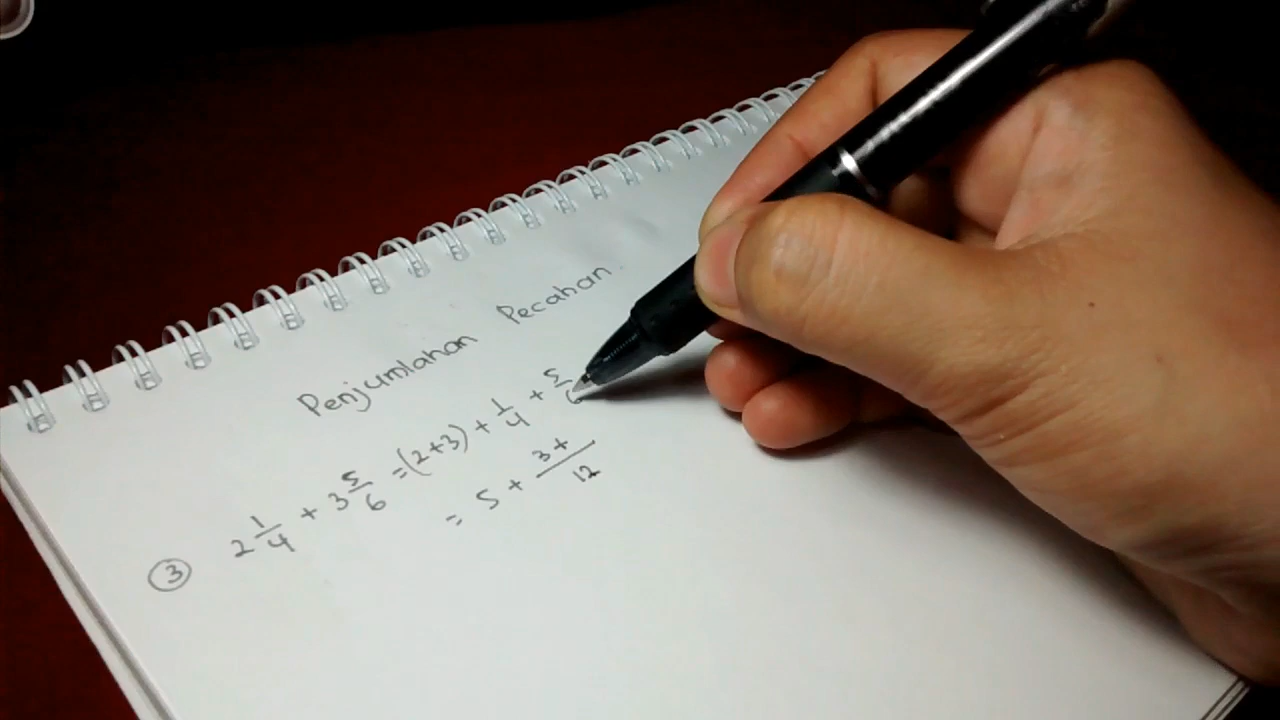 Penjumlahan Pecahan
③ 2 1/4 + 3 5/6 = (2+3) + 1/4 + 5/6
= 5 + 3+/12